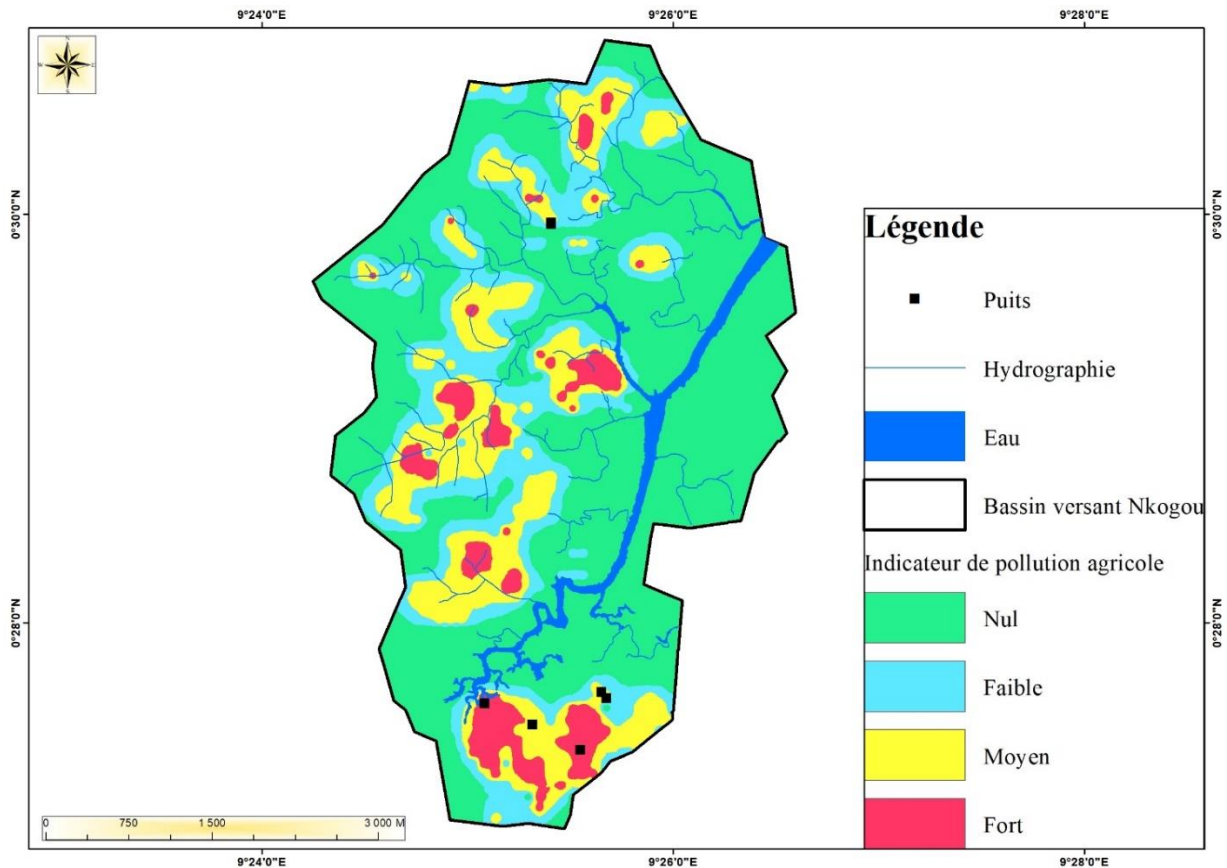 9°24'0"E 9°26'0"E 9°28'0"E
0°30'0"N 0°30'0"N
0°28'0"N 0°28'0"N
Légende
Puits
Hydrographie
Eau
Bassin versant Nkogou
Indicateur de pollution agricole
Nul
Faible
Moyen
Fort
0 750 1 500 3 000 M
9°24'0"E 9°26'0"E 9°28'0"E